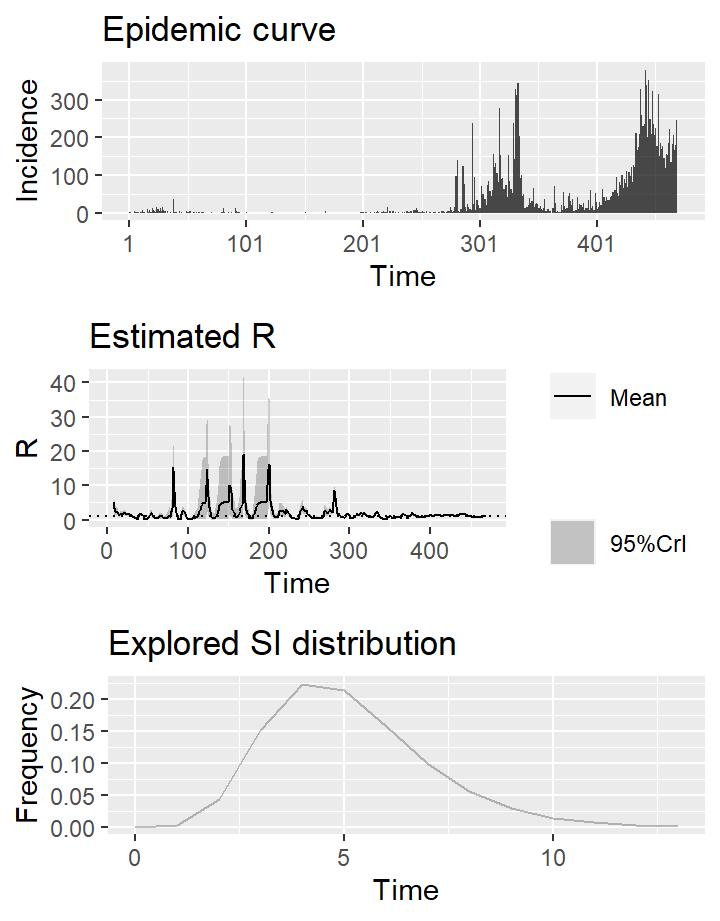 Epidemic curve
Incidence
300
200
100
0
1 101 201 301 401
Time
Estimated R
R
40
30
20
10
0
0 100 200 300 400
Time
Mean
95%CrI
Explored SI distribution
Frequency
0.20
0.15
0.10
0.05
0.00
0 5 10
Time